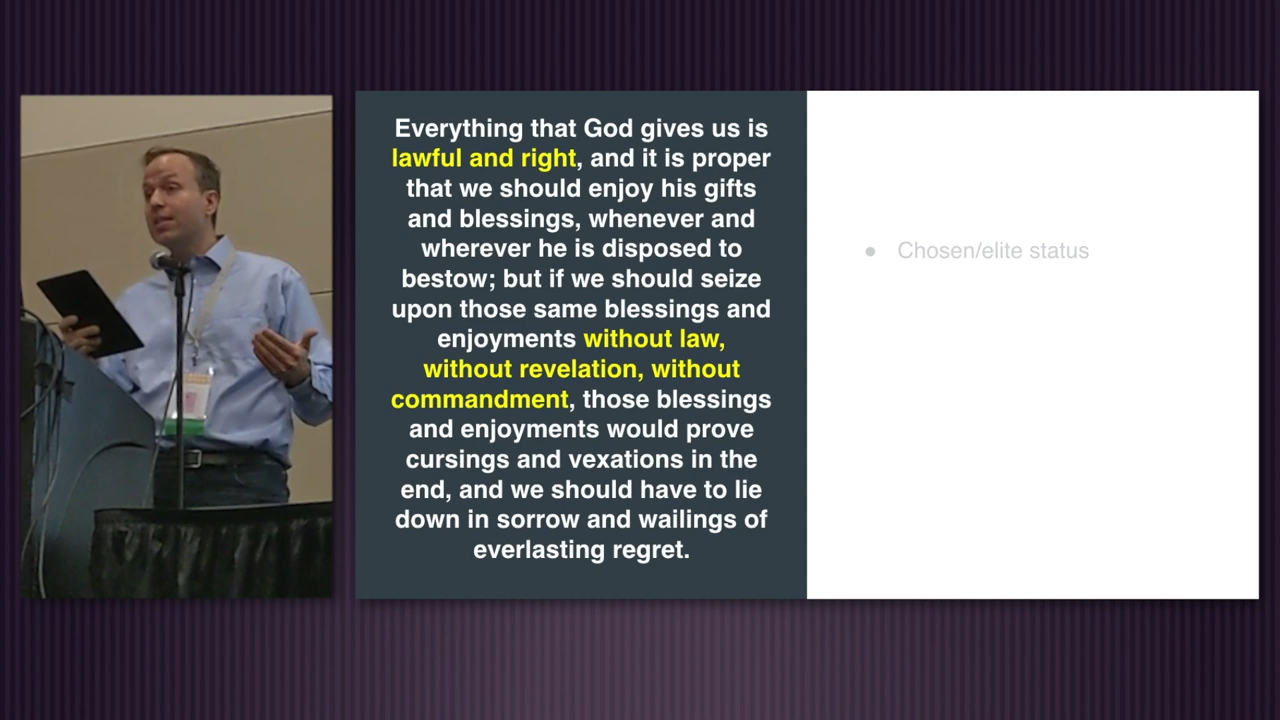 Everything that God gives us is
lawful and right, and it is proper
that we should enjoy his gifts
and blessings, whenever and
wherever he is disposed to
bestow; but if we should seize
upon those same blessings and
enjoyments without law,
without revelation, without
commandment, those blessings
and enjoyments would prove
cursings and vexations in the
end, and we should have to lie
down in sorrow and wailings of
everlasting regret.
● Chosen/elite status